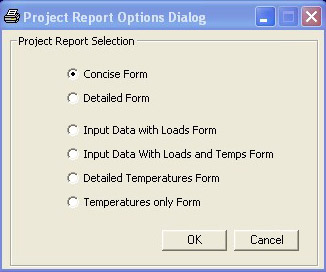 Project Report Options Dialog
Project Report Selection
Concise Form
Detailed Form
Input Data with Loads Form
Input Data With Loads and Temps Form
Detailed Temperatures Form
Temperatures only Form
OK Cancel